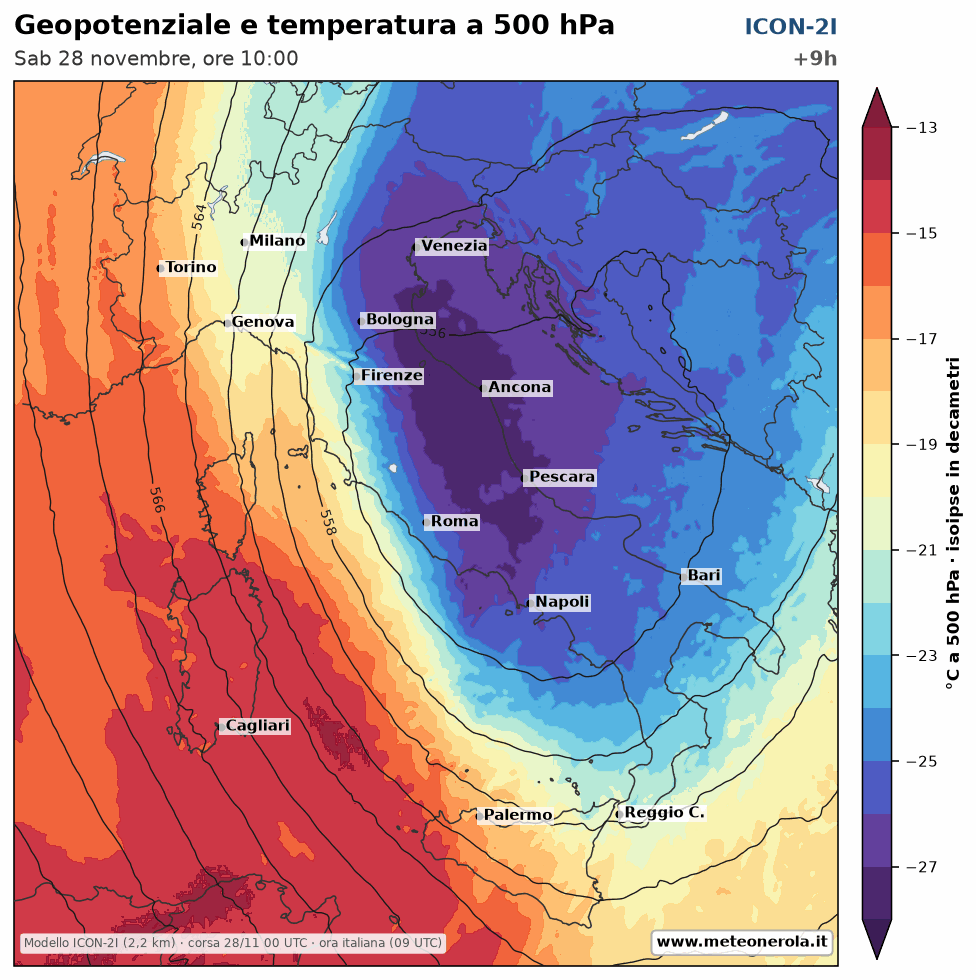 Geopotenziale e temperatura a 500 hPa
ICON-2I
Sab 28 novembre, ore 10:00
+9h
564
Milano
Venezia
Torino
Genova
Bologna
556
Firenze
Ancona
Pescara
566
558
Roma
Bari
Napoli
Cagliari
Palermo
Reggio C.
Modello ICON-2I (2,2 km) · corsa 28/11 00 UTC · ora italiana (09 UTC)
www.meteonerola.it
−13
−15
−17
−19
−21
−23
−25
−27
°C a 500 hPa · isoipse in decametri